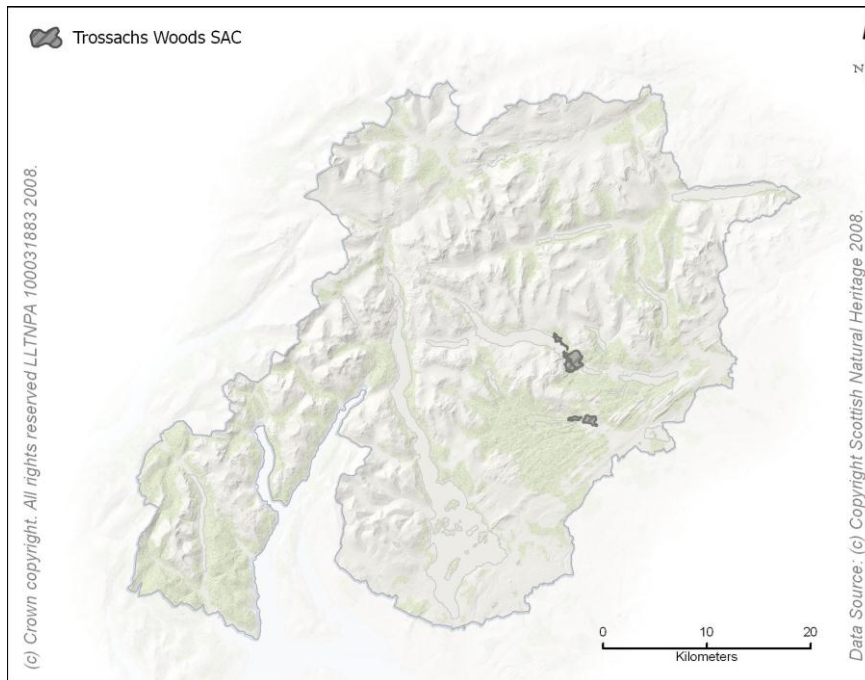 Trossachs Woods SAC
(c) Crown copyright. All rights reserved LLTNPA 100031883 2008.
z
Data Source: (c) Copyright Scottish Natural Heritage 2008.
0 10 20
Kilometers